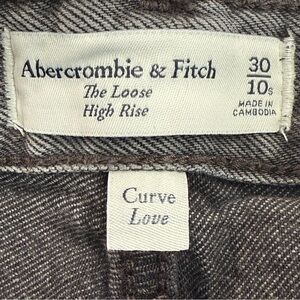 Abercrombie & Fitch
The Loose
High Rise
30
10s
MADE IN
CAMBODIA
Curve
Love